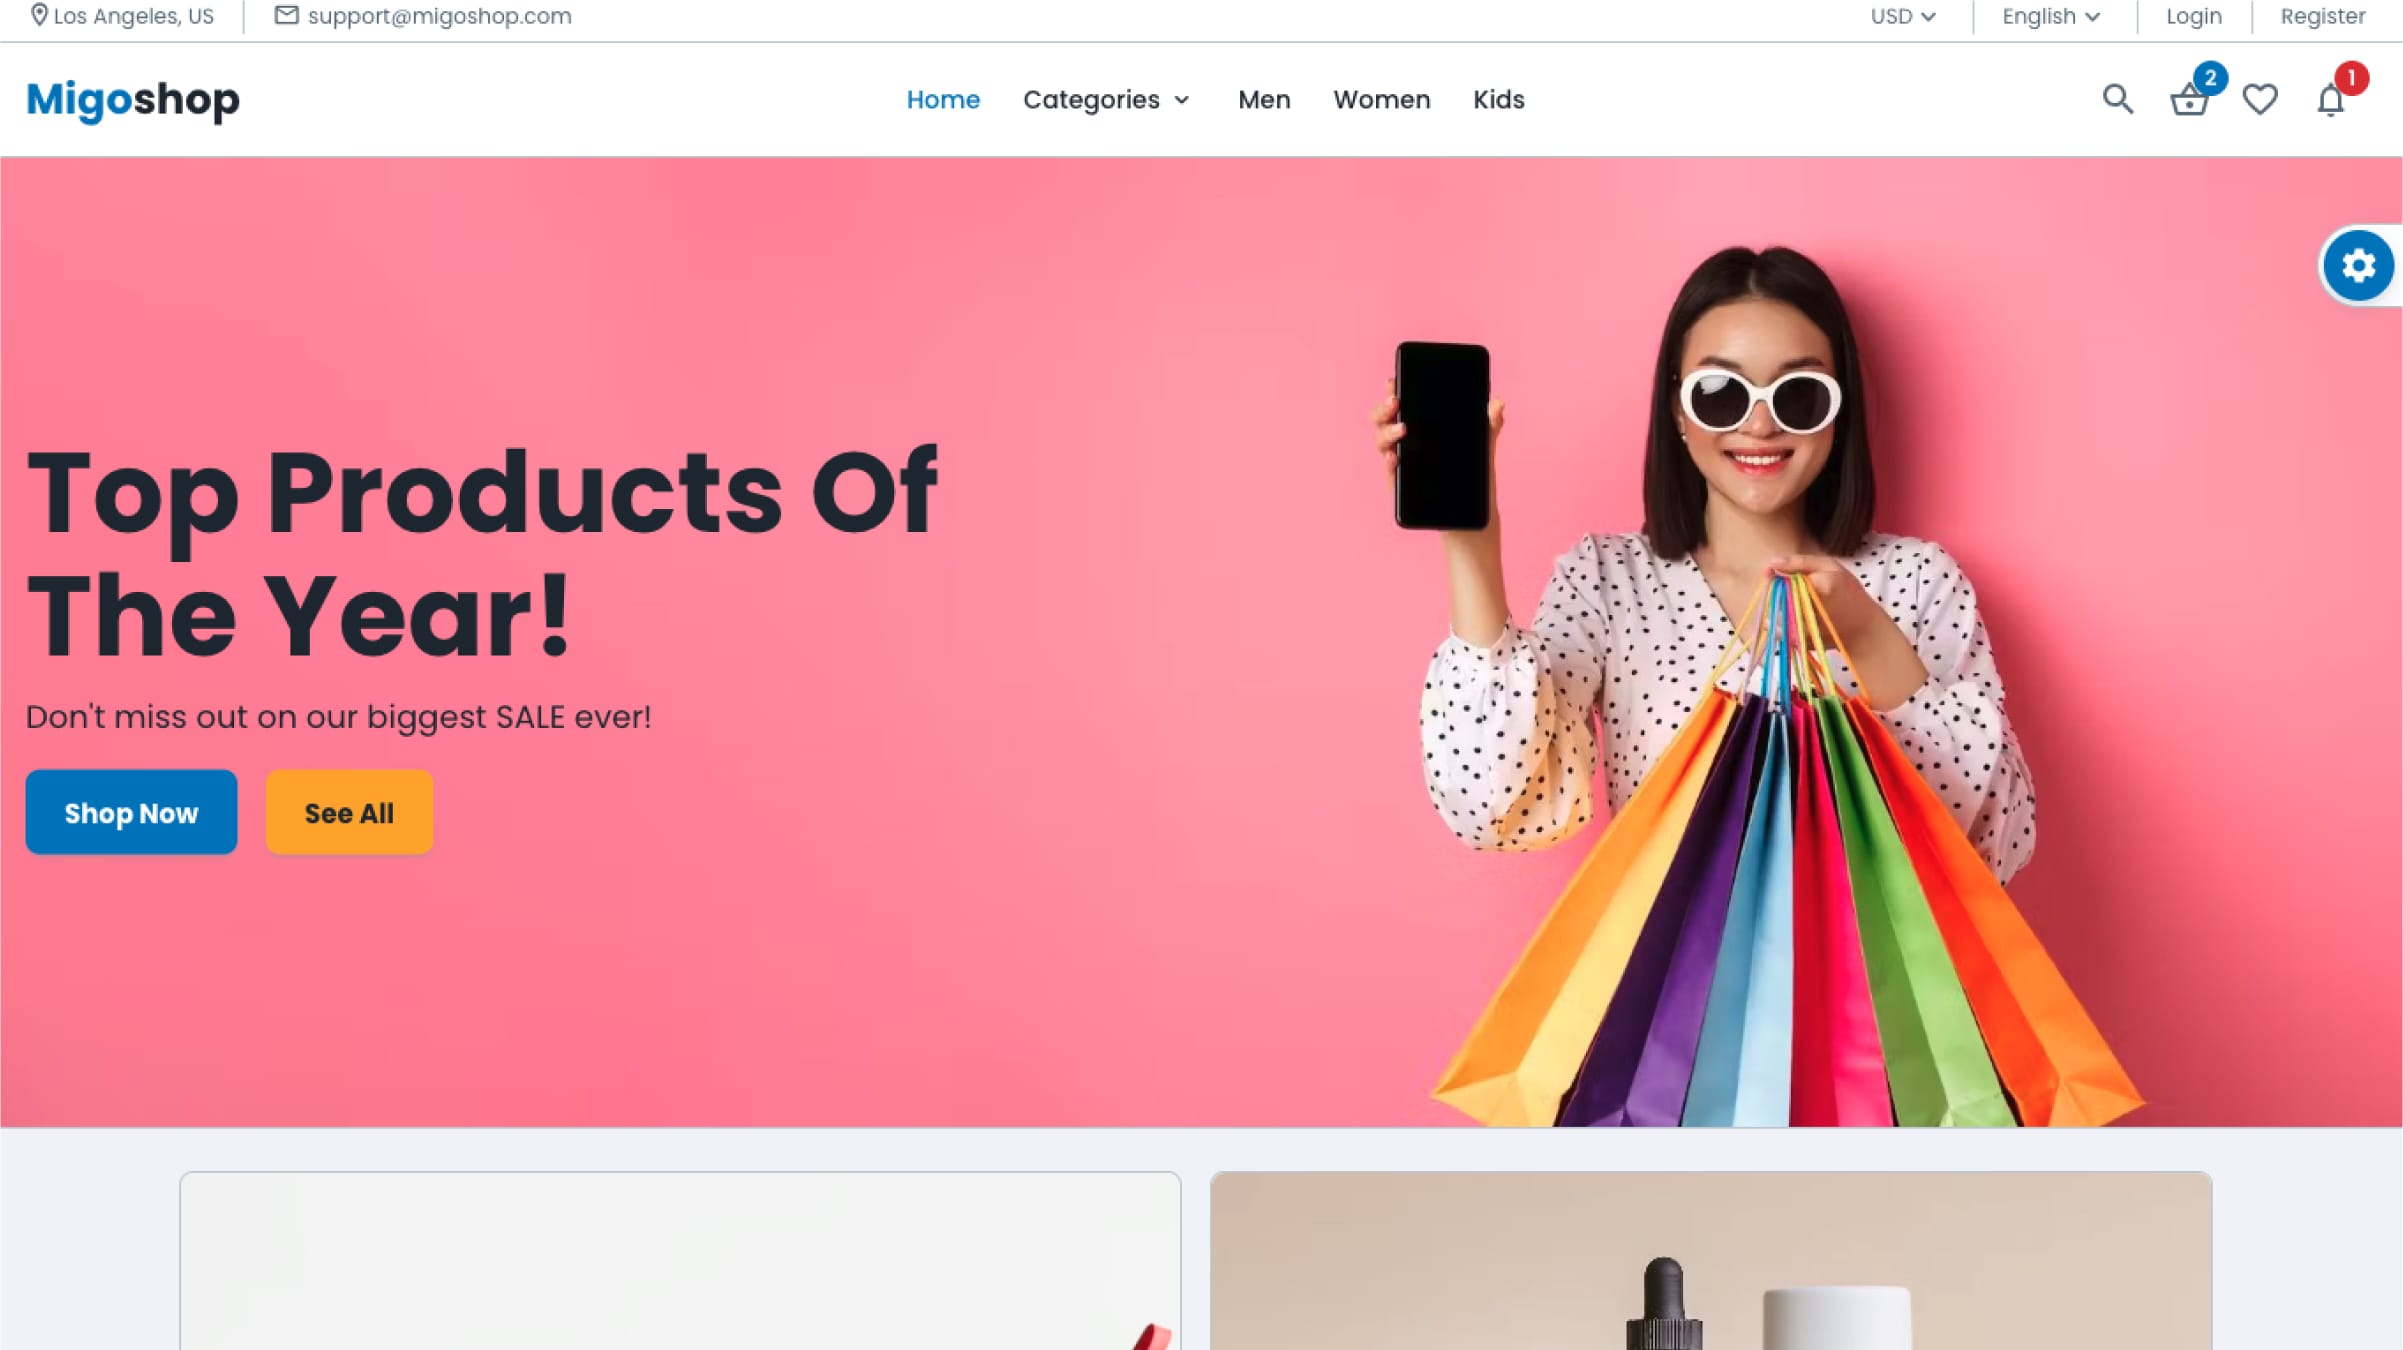 Los Angeles, US
support@migoshop.com
USD
English
Login
Register
Migoshop
Home
Categories
Men
Women
Kids
2
1
Top Products Of
The Year!
Don't miss out on our biggest SALE ever!
Shop Now
See All